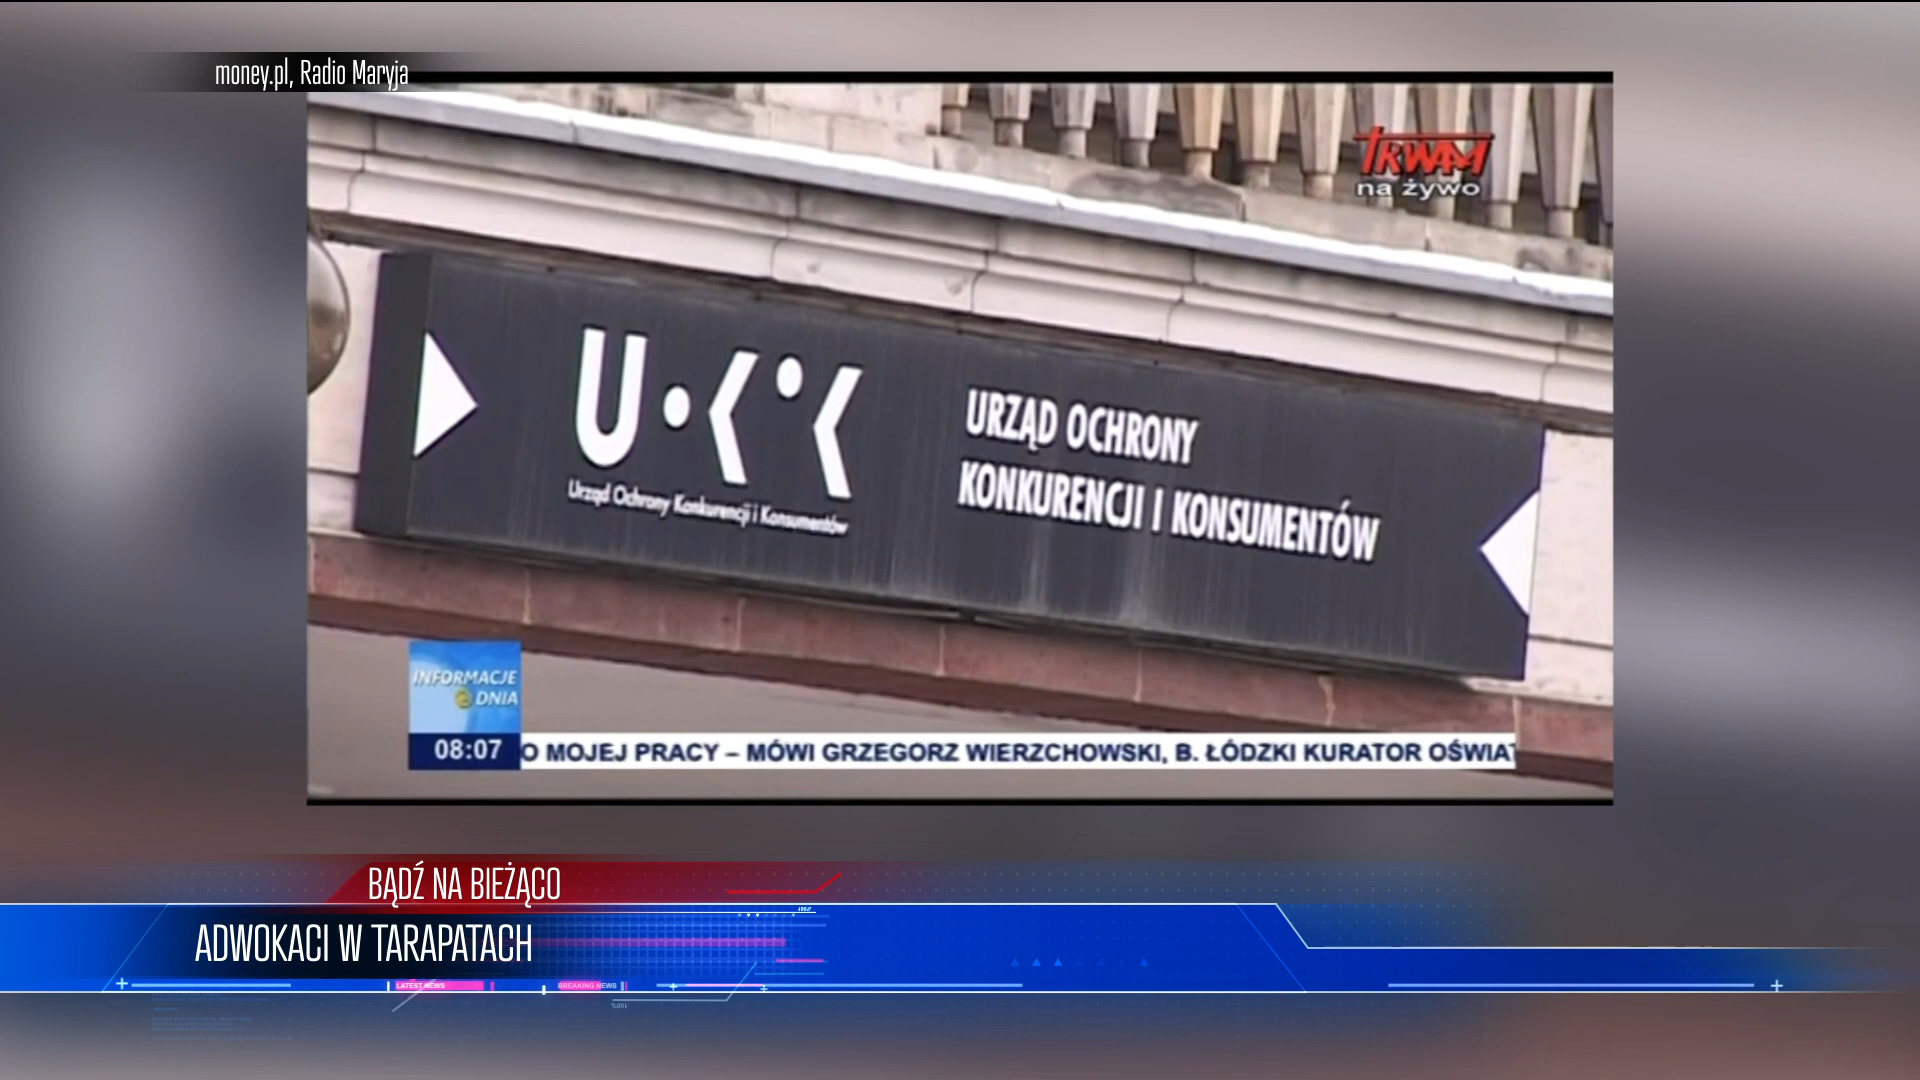 money.pl, Radio Maryja
TRWAM
na żywo
U·K·K
Urząd Ochrony Konkurencji i Konsumentów
URZĄD OCHRONY
KONKURENCJI I KONSUMENTÓW
INFORMACJE
DNIA
08:07
O MOJEJ PRACY – MÓWI GRZEGORZ WIERZCHOWSKI, B. ŁÓDZKI KURATOR OŚWIAT
BĄDŹ NA BIEŻĄCO
ADWOKACI W TARAPATACH
LATEST NEWS
BREAKING NEWS